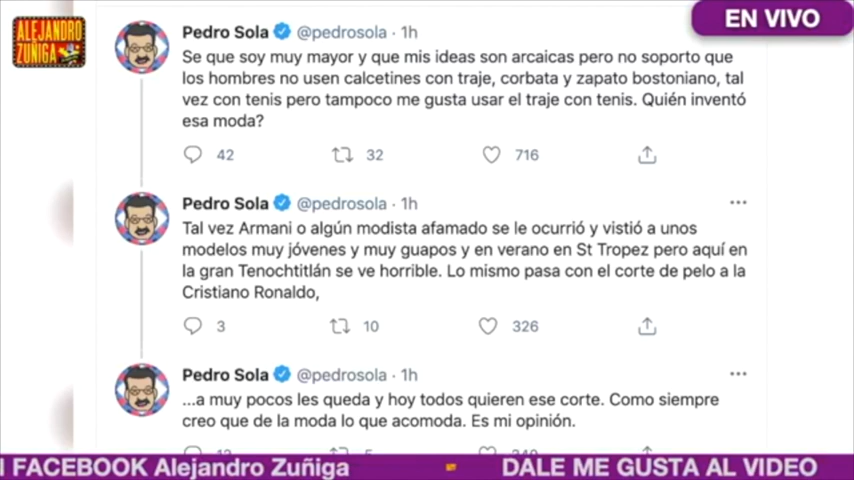 ALEJANDRO
ZUÑIGA
EN VIVO
Pedro Sola @pedrosola · 1h
Se que soy muy mayor y que mis ideas son arcaicas pero no soporto que
los hombres no usen calcetines con traje, corbata y zapato bostoniano, tal
vez con tenis pero tampoco me gusta usar el traje con tenis. Quién inventó
esa moda?
42 32 716
Pedro Sola @pedrosola · 1h
Tal vez Armani o algún modista afamado se le ocurrió y vistió a unos
modelos muy jóvenes y muy guapos y en verano en St Tropez pero aquí en
la gran Tenochtitlán se ve horrible. Lo mismo pasa con el corte de pelo a la
Cristiano Ronaldo,
3 10 326
Pedro Sola @pedrosola · 1h
...a muy pocos les queda y hoy todos quieren ese corte. Como siempre
creo que de la moda lo que acomoda. Es mi opinión.
FACEBOOK Alejandro Zuñiga DALE ME GUSTA AL VIDEO